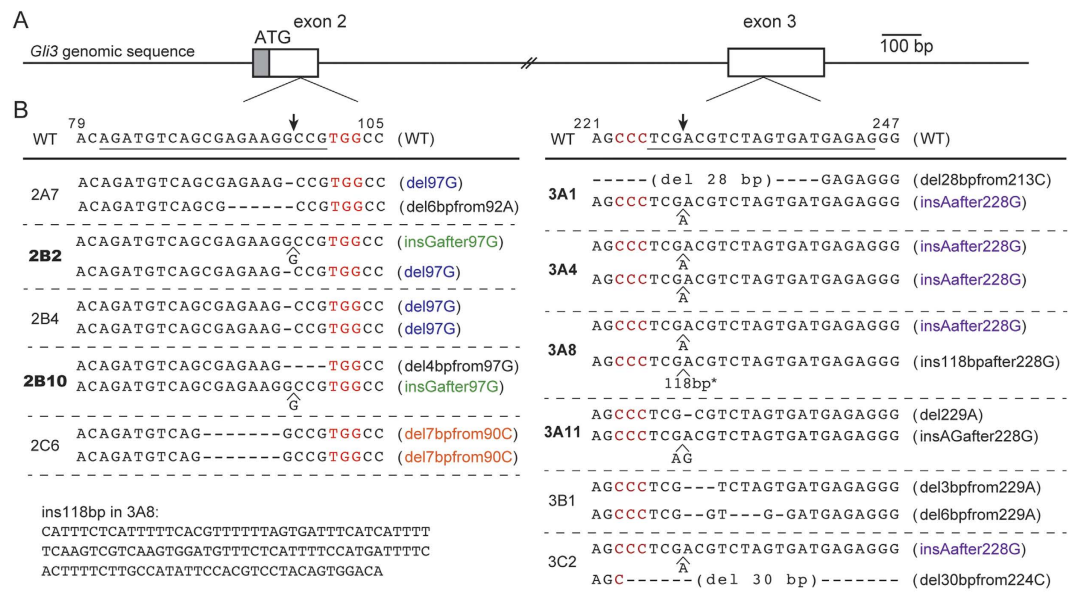 A
exon 2
exon 3
ATG
100 bp
Gli3 genomic sequence
B
79
105
WT ACAGATGTCAGCGAGAAGGCCGTGGCC (WT)
2A7
ACAGATGTCAGCGAGAAG-CCGTGGCC (del97G)
ACAGATGTCAGCG------CCGTGGCC (del6bpfrom92A)
2B2
ACAGATGTCAGCGAGAAGGCCGTGGCC (insGafter97G)
G
ACAGATGTCAGCGAGAAG-CCGTGGCC (del97G)
2B4
ACAGATGTCAGCGAGAAG-CCGTGGCC (del97G)
ACAGATGTCAGCGAGAAG-CCGTGGCC (del97G)
2B10
ACAGATGTCAGCGAGAAG----TGGCC (del4bpfrom97G)
ACAGATGTCAGCGAGAAGGCCGTGGCC (insGafter97G)
G
2C6
ACAGATGTCAG-------GCCGTGGCC (del7bpfrom90C)
ACAGATGTCAG-------GCCGTGGCC (del7bpfrom90C)
ins118bp in 3A8:
CATTTCTCATTTTTCACGTTTTTTAGTGATTTCATCATTTT
TCAAGTCGTCAAGTGGATGTTTCTCATTTTCCATGATTTTC
ACTTTTCTTGCCATATTCCACGTCCTACAGTGGACA
221
247
WT AGCCCTCGACGTCTAGTGATGAGAGGG (WT)
3A1
-----(del 28 bp)----GAGAGGG (del28bpfrom213C)
AGCCCTCGACGTCTAGTGATGAGAGGG (insAafter228G)
A
3A4
AGCCCTCGACGTCTAGTGATGAGAGGG (insAafter228G)
A
AGCCCTCGACGTCTAGTGATGAGAGGG (insAafter228G)
A
3A8
AGCCCTCGACGTCTAGTGATGAGAGGG (insAafter228G)
A
AGCCCTCGACGTCTAGTGATGAGAGGG (ins118bpafter228G)
118bp*
3A11
AGCCCTCG-CGTCTAGTGATGAGAGGG (del229A)
AGCCCTCGACGTCTAGTGATGAGAGGG (insAGafter228G)
AG
3B1
AGCCCTCG---TCTAGTGATGAGAGGG (del3bpfrom229A)
AGCCCTCG--GT---G-GATGAGAGGG (del6bpfrom229A)
3C2
AGCCCTCGACGTCTAGTGATGAGAGGG (insAafter228G)
A
AGC------(del 30 bp)------- (del30bpfrom224C)